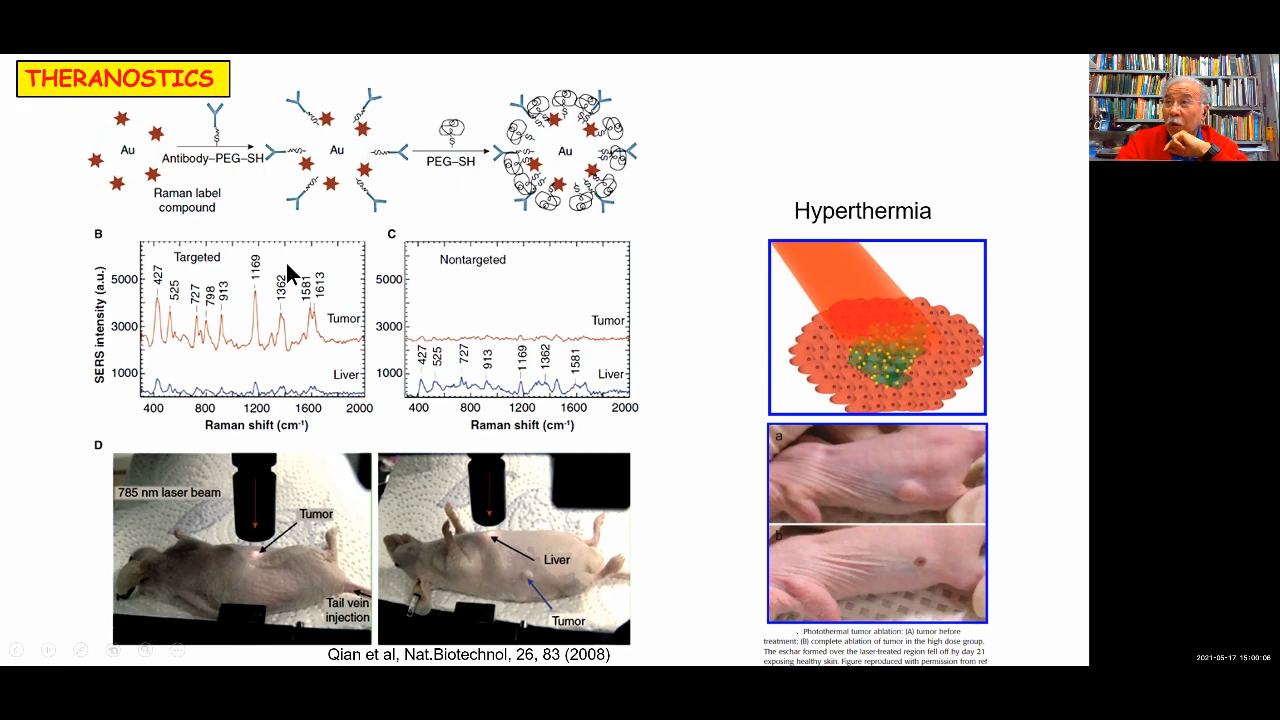 THERANOSTICS
Au
Antibody–PEG–SH
Raman label
compound
Au
PEG–SH
Au
S
B
Targeted
427
525
727
798
913
1169
1362
1581
1613
Tumor
Liver
SERS intensity (a.u.)
5000
3000
1000
400 800 1200 1600 2000
Raman shift (cm⁻¹)
C
Nontargeted
Tumor
427
525
727
913
1169
1362
1581
Liver
5000
3000
1000
400 800 1200 1600 2000
Raman shift (cm⁻¹)
D
785 nm laser beam
Tumor
Tail vein
injection
Liver
Tumor
Qian et al, Nat.Biotechnol, 26, 83 (2008)
Hyperthermia
a
b
. Photothermal tumor ablation: (A) tumor before
treatment; (B) complete ablation of tumor in the high dose group.
The eschar formed over the laser-treated region fell off by day 21
exposing healthy skin. Figure reproduced with permission from ref
2021-05-17 15:00:06